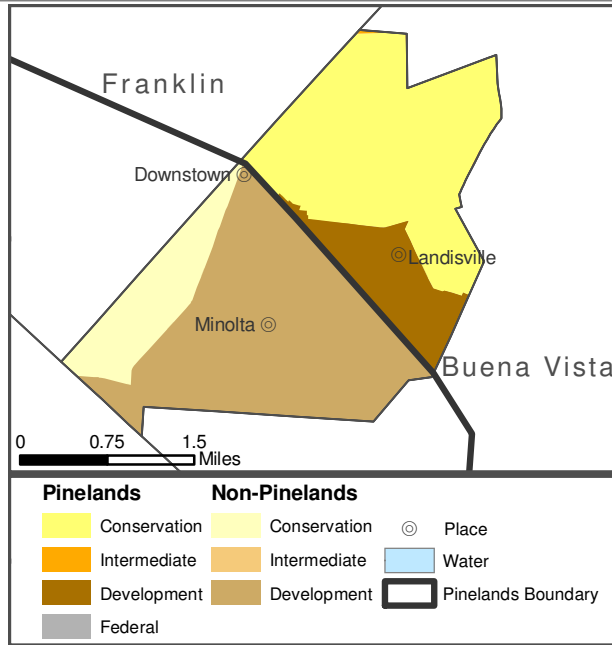 Franklin
Downstown
Landisville
Minolta
Buena Vista
0 0.75 1.5
Miles
Pinelands Non-Pinelands
Conservation Conservation Place
Intermediate Intermediate Water
Development Development Pinelands Boundary
Federal